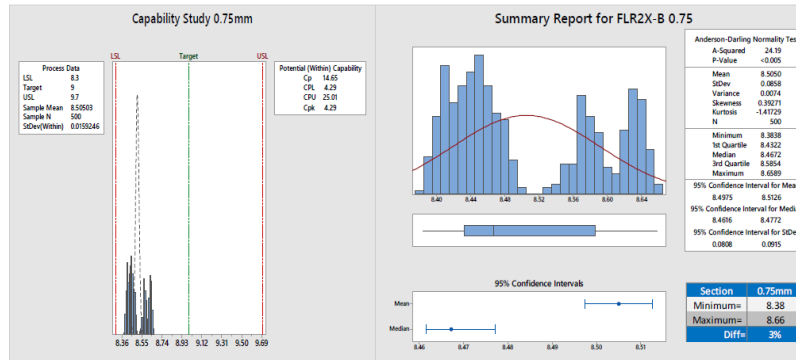 Capability Study 0.75mm
LSL Target USL
Process Data
LSL 8.3
Target 9
USL 9.7
Sample Mean 8.50503
Sample N 500
StDev(Within) 0.0159246
Potential (Within) Capability
Cp 14.65
CPL 4.29
CPU 25.01
Cpk 4.29
8.36 8.55 8.74 8.93 9.12 9.31 9.50 9.69
Summary Report for FLR2X-B 0.75
8.40 8.44 8.48 8.52 8.56 8.60 8.64
95% Confidence Intervals
Mean
Median
8.46 8.47 8.48 8.49 8.50 8.51
Anderson-Darling Normality Tes
A-Squared 24.19
P-Value <0.005
Mean 8.5050
StDev 0.0858
Variance 0.0074
Skewness 0.39271
Kurtosis -1.41729
N 500
Minimum 8.3838
1st Quartile 8.4322
Median 8.4672
3rd Quartile 8.5854
Maximum 8.6589
95% Confidence Interval for Mea
8.4975 8.5126
95% Confidence Interval for Media
8.4616 8.4772
95% Confidence Interval for StDe
0.0808 0.0915
Section 0.75mm
Minimum= 8.38
Maximum= 8.66
Diff= 3%